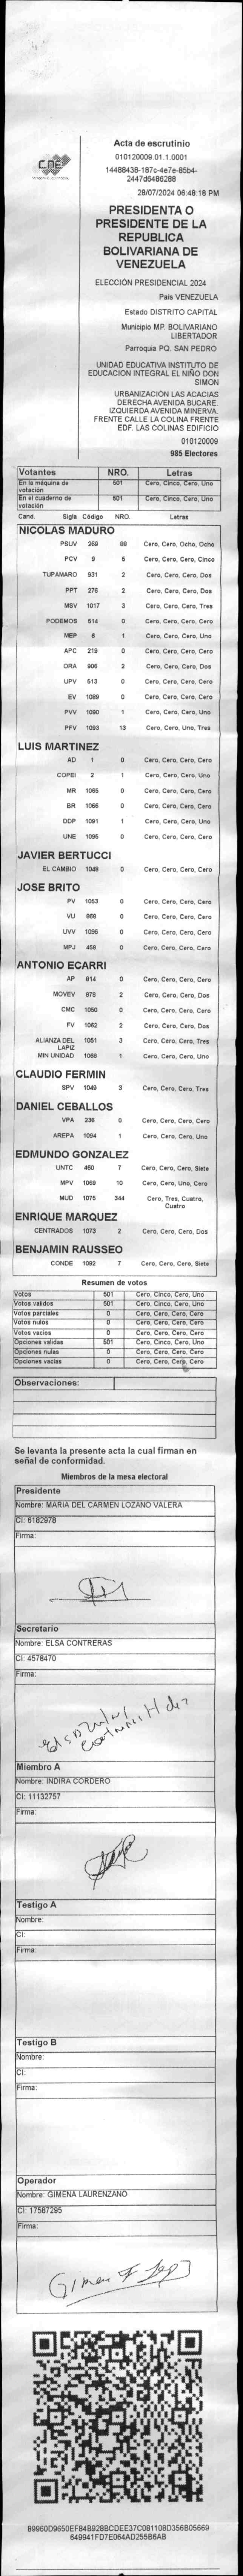 CNE
Acta de escrutinio
010120009.01.1.0001
14488438-187c-4e7e-85b4-
2447d6486288
28/07/2024 06:48:18 PM
PRESIDENTA O
PRESIDENTE DE LA
REPUBLICA
BOLIVARIANA DE
VENEZUELA
ELECCIÓN PRESIDENCIAL 2024
Pais VENEZUELA
Estado DISTRITO CAPITAL
Municipio MP. BOLIVARIANO
LIBERTADOR
Parroquia PQ. SAN PEDRO
UNIDAD EDUCATIVA INSTITUTO DE
EDUCACION INTEGRAL EL NIÑO DON
SIMON
URBANIZACIÓN LAS ACACIAS
DERECHA AVENIDA BUCARE.
IZQUIERDA AVENIDA MINERVA.
FRENTE CALLE LA COLINA FRENTE
EDF. LAS COLINAS EDIFICIO
010120009
985 Electores
Votantes NRO. Letras
En la máquina de votación 501 Cero, Cinco, Cero, Uno
En el cuaderno de votación 501 Cero, Cinco, Cero, Uno
Cand. Sigla Código NRO. Letras
NICOLAS MADURO
PSUV 268 88 Cero, Cero, Ocho, Ocho
PCV 9 5 Cero, Cero, Cero, Cinco
TUPAMARO 931 2 Cero, Cero, Cero, Dos
PPT 276 2 Cero, Cero, Cero, Dos
MSV 1017 3 Cero, Cero, Cero, Tres
PODEMOS 514 0 Cero, Cero, Cero, Cero
MEP 6 1 Cero, Cero, Cero, Uno
APC 219 0 Cero, Cero, Cero, Cero
ORA 906 2 Cero, Cero, Cero, Dos
UPV 513 0 Cero, Cero, Cero, Cero
EV 1089 0 Cero, Cero, Cero, Cero
PVV 1090 1 Cero, Cero, Cero, Uno
PFV 1093 13 Cero, Cero, Uno, Tres
LUIS MARTINEZ
AD 1 0 Cero, Cero, Cero, Cero
COPEI 2 1 Cero, Cero, Cero, Uno
MR 1065 0 Cero, Cero, Cero, Cero
BR 1066 0 Cero, Cero, Cero, Cero
DDP 1091 1 Cero, Cero, Cero, Uno
UNE 1095 0 Cero, Cero, Cero, Cero
JAVIER BERTUCCI
EL CAMBIO 1048 0 Cero, Cero, Cero, Cero
JOSE BRITO
PV 1053 0 Cero, Cero, Cero, Cero
VU 868 0 Cero, Cero, Cero, Cero
UVV 1096 0 Cero, Cero, Cero, Cero
MPJ 458 0 Cero, Cero, Cero, Cero
ANTONIO ECARRI
AP 814 0 Cero, Cero, Cero, Cero
MOVEV 878 2 Cero, Cero, Cero, Dos
CMC 1050 0 Cero, Cero, Cero, Cero
FV 1062 2 Cero, Cero, Cero, Dos
ALIANZA DEL LAPIZ 1051 3 Cero, Cero, Cero, Tres
MIN UNIDAD 1068 1 Cero, Cero, Cero, Uno
CLAUDIO FERMIN
SPV 1049 3 Cero, Cero, Cero, Tres
DANIEL CEBALLOS
VPA 236 0 Cero, Cero, Cero, Cero
AREPA 1094 1 Cero, Cero, Cero, Uno
EDMUNDO GONZALEZ
UNTC 460 7 Cero, Cero, Cero, Siete
MPV 1069 10 Cero, Cero, Uno, Cero
MUD 1075 344 Cero, Tres, Cuatro,
Cuatro
ENRIQUE MARQUEZ
CENTRADOS 1073 2 Cero, Cero, Cero, Dos
BENJAMIN RAUSSEO
CONDE 1092 7 Cero, Cero, Cero, Siete
Resumen de votos
Votos 501 Cero, Cinco, Cero, Uno
Votos validos 501 Cero, Cinco, Cero, Uno
Votos parciales 0 Cero, Cero, Cero, Cero
Votos nulos 0 Cero, Cero, Cero, Cero
Votos vacios 0 Cero, Cero, Cero, Cero
Opciones validas 501 Cero, Cinco, Cero, Uno
Opciones nulas 0 Cero, Cero, Cero, Cero
Opciones vacias 0 Cero, Cero, Cero, Cero
Observaciones:
Se levanta la presente acta la cual firman en
señal de conformidad.
Miembros de la mesa electoral
Presidente
Nombre: MARIA DEL CARMEN LOZANO VALERA
CI: 6182978
Firma:
Secretario
Nombre: ELSA CONTRERAS
CI: 4578470
Firma:
Miembro A
Nombre: INDIRA CORDERO
CI: 11132757
Firma:
Testigo A
Nombre:
CI:
Firma:
Testigo B
Nombre:
CI:
Firma:
Operador
Nombre: GIMENA LAURENZANO
CI: 17587295
Firma:
89960D9650EF84B928BCDEE37C0B1108D356B05669
649941FD7E064AD255B6AB